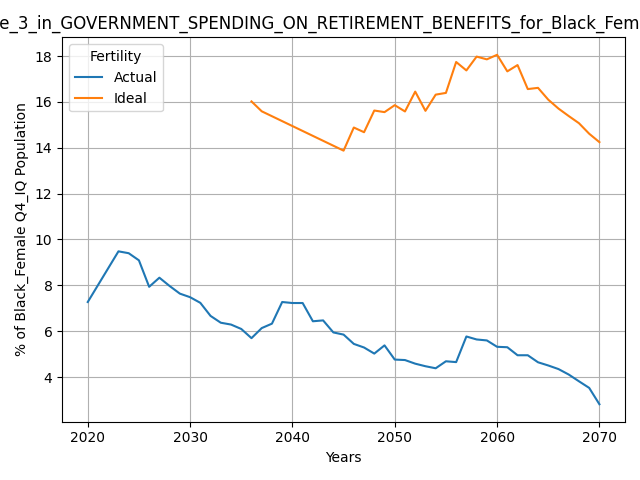 e_3_in_GOVERNMENT_SPENDING_ON_RETIREMENT_BENEFITS_for_Black_Fem
Fertility
Actual
Ideal
% of Black_Female Q4_IQ Population
18
16
14
12
10
8
6
4
2020 2030 2040 2050 2060 2070
Years